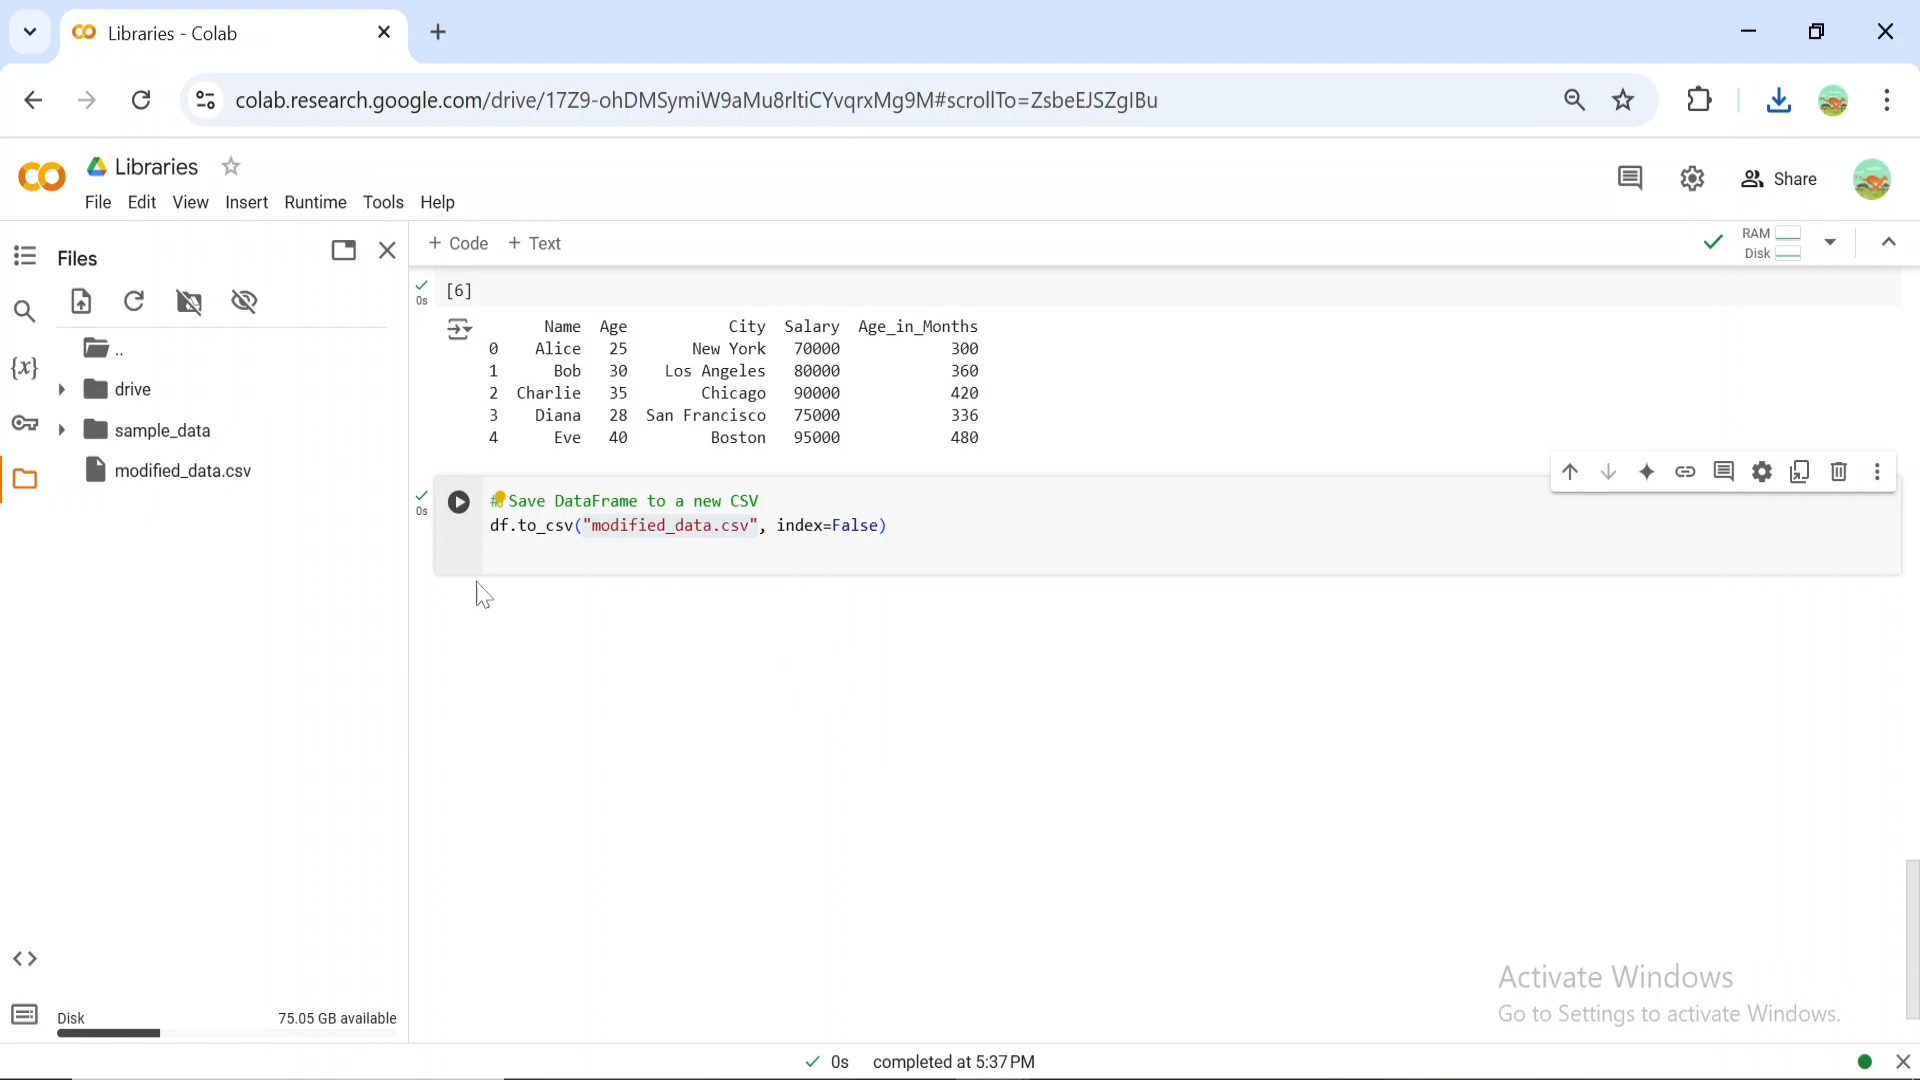 Libraries - Colab
colab.research.google.com/drive/17Z9-ohDMSymiW9aMu8rltiCYvqrxMg9M#scrollTo=ZsbeEJSZglBu
Libraries
File Edit View Insert Runtime Tools Help
Share
Files
+ Code + Text
RAM
Disk
..
drive
sample_data
modified_data.csv
{x}
0s
[6]
Name Age City Salary Age_in_Months
0 Alice 25 New York 70000 300
1 Bob 30 Los Angeles 80000 360
2 Charlie 35 Chicago 90000 420
3 Diana 28 San Francisco 75000 336
4 Eve 40 Boston 95000 480
0s
# Save DataFrame to a new CSV
df.to_csv("modified_data.csv", index=False)
Disk 75.05 GB available
Activate Windows
Go to Settings to activate Windows.
0s completed at 5:37 PM